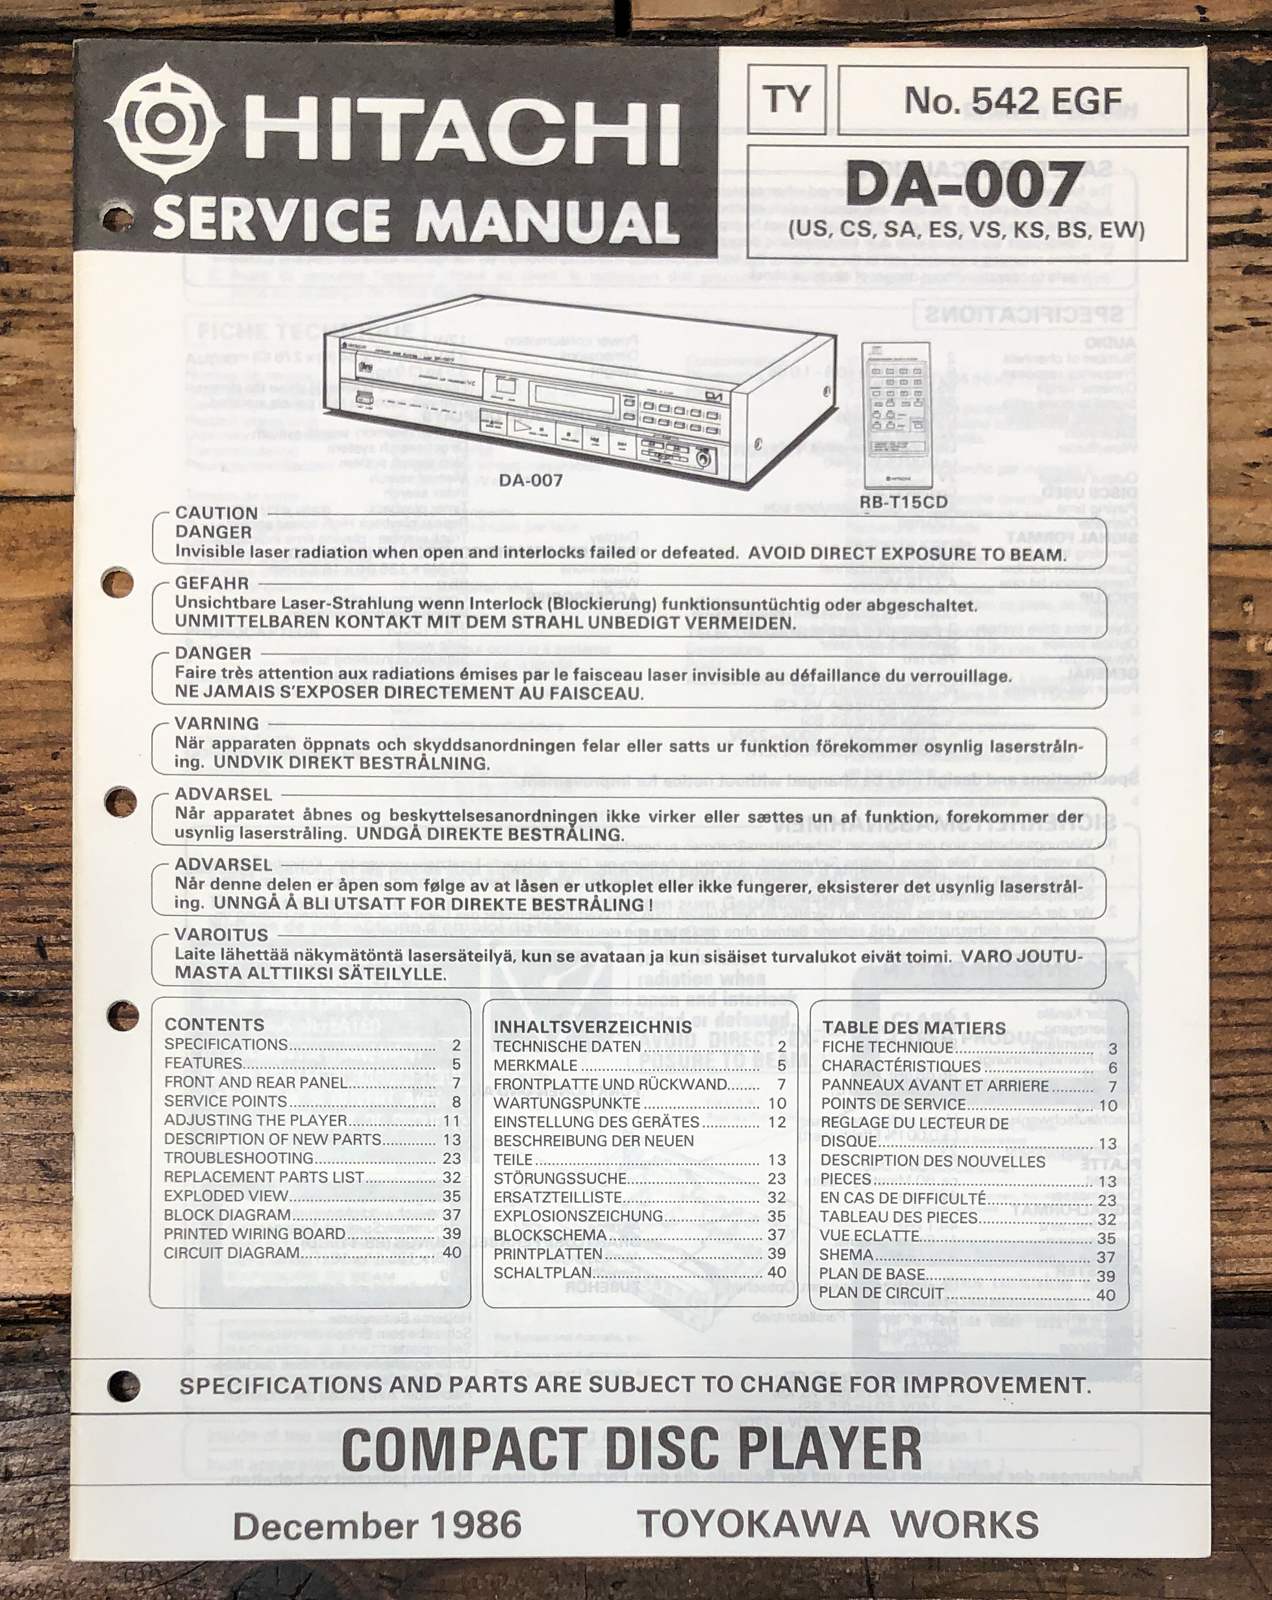 HITACHI
SERVICE MANUAL
TY
No. 542 EGF
DA-007
(US, CS, SA, ES, VS, KS, BS, EW)
HITACHI
DA-007
RB-T15CD
CAUTION
DANGER
Invisible laser radiation when open and interlocks failed or defeated. AVOID DIRECT EXPOSURE TO BEAM.
GEFAHR
Unsichtbare Laser-Strahlung wenn Interlock (Blockierung) funktionsuntüchtig oder abgeschaltet.
UNMITTELBAREN KONTAKT MIT DEM STRAHL UNBEDIGT VERMEIDEN.
DANGER
Faire très attention aux radiations émises par le faisceau laser invisible au défaillance du verrouillage.
NE JAMAIS S'EXPOSER DIRECTEMENT AU FAISCEAU.
VARNING
När apparaten öppnats och skyddsanordningen felar eller satts ur funktion förekommer osynlig laserstråln-
ing. UNDVIK DIREKT BESTRÅLNING.
ADVARSEL
Når apparatet åbnes og beskyttelsesanordningen ikke virker eller sættes un af funktion, forekommer der
usynlig laserstråling. UNDGÅ DIREKTE BESTRÅLING.
ADVARSEL
Når denne delen er åpen som følge av at låsen er utkoplet eller ikke fungerer, eksisterer det usynlig laserstrål-
ing. UNNGÅ Å BLI UTSATT FOR DIREKTE BESTRÅLING !
VAROITUS
Laite lähettää näkymätöntä lasersäteilyä, kun se avataan ja kun sisäiset turvalukot eivät toimi. VARO JOUTU-
MASTA ALTTIIKSI SÄTEILYLLE.
CONTENTS
SPECIFICATIONS 2
FEATURES 5
FRONT AND REAR PANEL 7
SERVICE POINTS 8
ADJUSTING THE PLAYER 11
DESCRIPTION OF NEW PARTS 13
TROUBLESHOOTING 23
REPLACEMENT PARTS LIST 32
EXPLODED VIEW 35
BLOCK DIAGRAM 37
PRINTED WIRING BOARD 39
CIRCUIT DIAGRAM 40
INHALTSVERZEICHNIS
TECHNISCHE DATEN 2
MERKMALE 5
FRONTPLATTE UND RÜCKWAND 7
WARTUNGSPUNKTE 10
EINSTELLUNG DES GERÄTES 12
BESCHREIBUNG DER NEUEN
TEILE 13
STÖRUNGSSUCHE 23
ERSATZTEILLISTE 32
EXPLOSIONSZEICHUNG 35
BLOCKSCHEMA 37
PRINTPLATTEN 39
SCHALTPLAN 40
TABLE DES MATIERS
FICHE TECHNIQUE 3
CHARACTÉRISTIQUES 6
PANNEAUX AVANT ET ARRIERE 7
POINTS DE SERVICE 10
REGLAGE DU LECTEUR DE
DISQUE 13
DESCRIPTION DES NOUVELLES
PIECES 13
EN CAS DE DIFFICULTÉ 23
TABLEAU DES PIECES 32
VUE ECLATTE 35
SHEMA 37
PLAN DE BASE 39
PLAN DE CIRCUIT 40
SPECIFICATIONS AND PARTS ARE SUBJECT TO CHANGE FOR IMPROVEMENT.
COMPACT DISC PLAYER
December 1986 TOYOKAWA WORKS